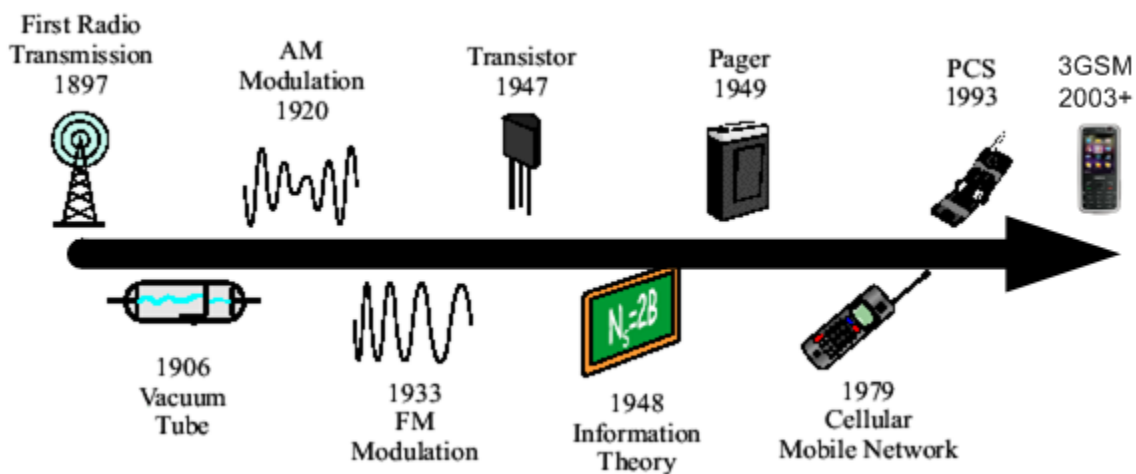 First Radio
Transmission
1897
AM
Modulation
1920
Transistor
1947
Pager
1949
PCS
1993
3GSM
2003+
1906
Vacuum
Tube
1933
FM
Modulation
N_S=2B
1948
Information
Theory
1979
Cellular
Mobile Network